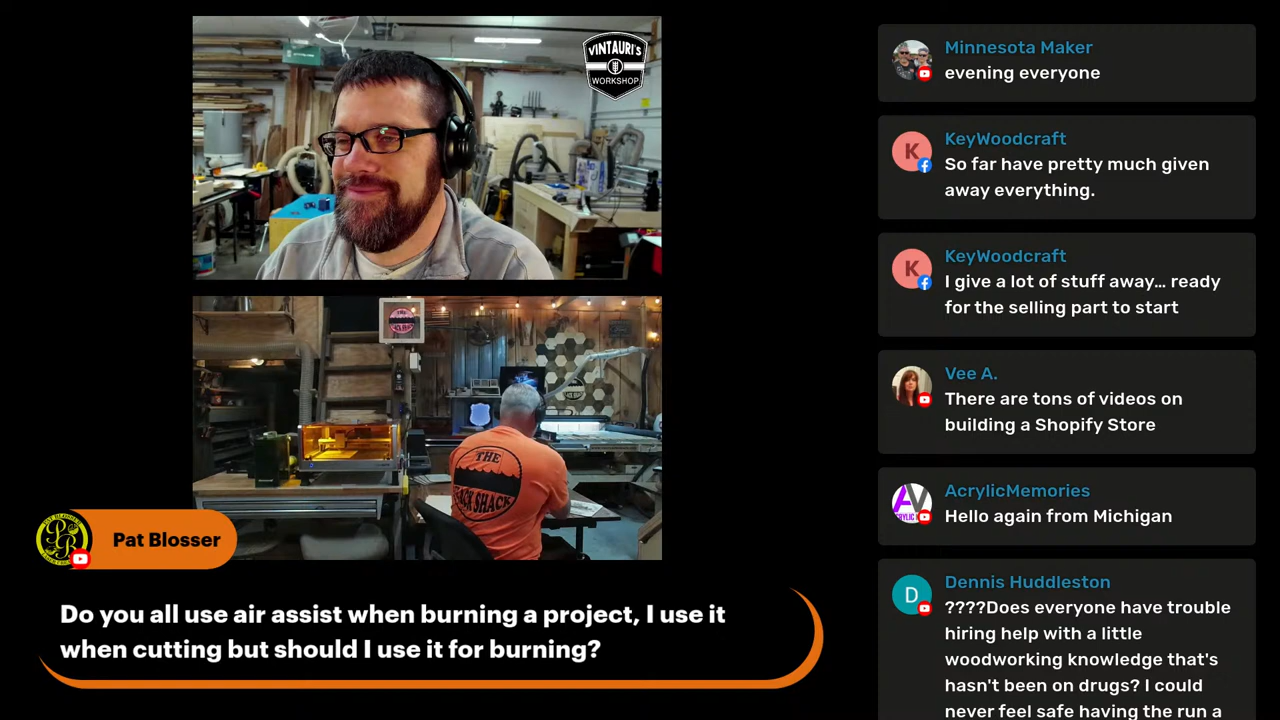 VINTAURI'S
WORKSHOP
THE
THE
SHACK
Pat Blosser
Do you all use air assist when burning a project, I use it
when cutting but should I use it for burning?
Minnesota Maker
evening everyone
K
KeyWoodcraft
So far have pretty much given
away everything.
K
KeyWoodcraft
I give a lot of stuff away... ready
for the selling part to start
Vee A.
There are tons of videos on
building a Shopify Store
AV
AcrylicMemories
Hello again from Michigan
D
Dennis Huddleston
????Does everyone have trouble
hiring help with a little
woodworking knowledge that's
hasn't been on drugs? I could
never feel safe having the run a